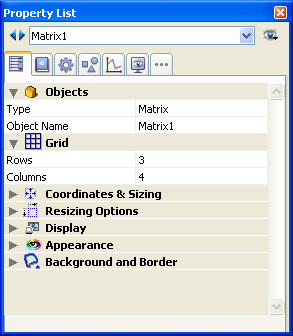 Property List
Matrix1
Objects
Type Matrix
Object Name Matrix1
Grid
Rows 3
Columns 4
Coordinates & Sizing
Resizing Options
Display
Appearance
Background and Border